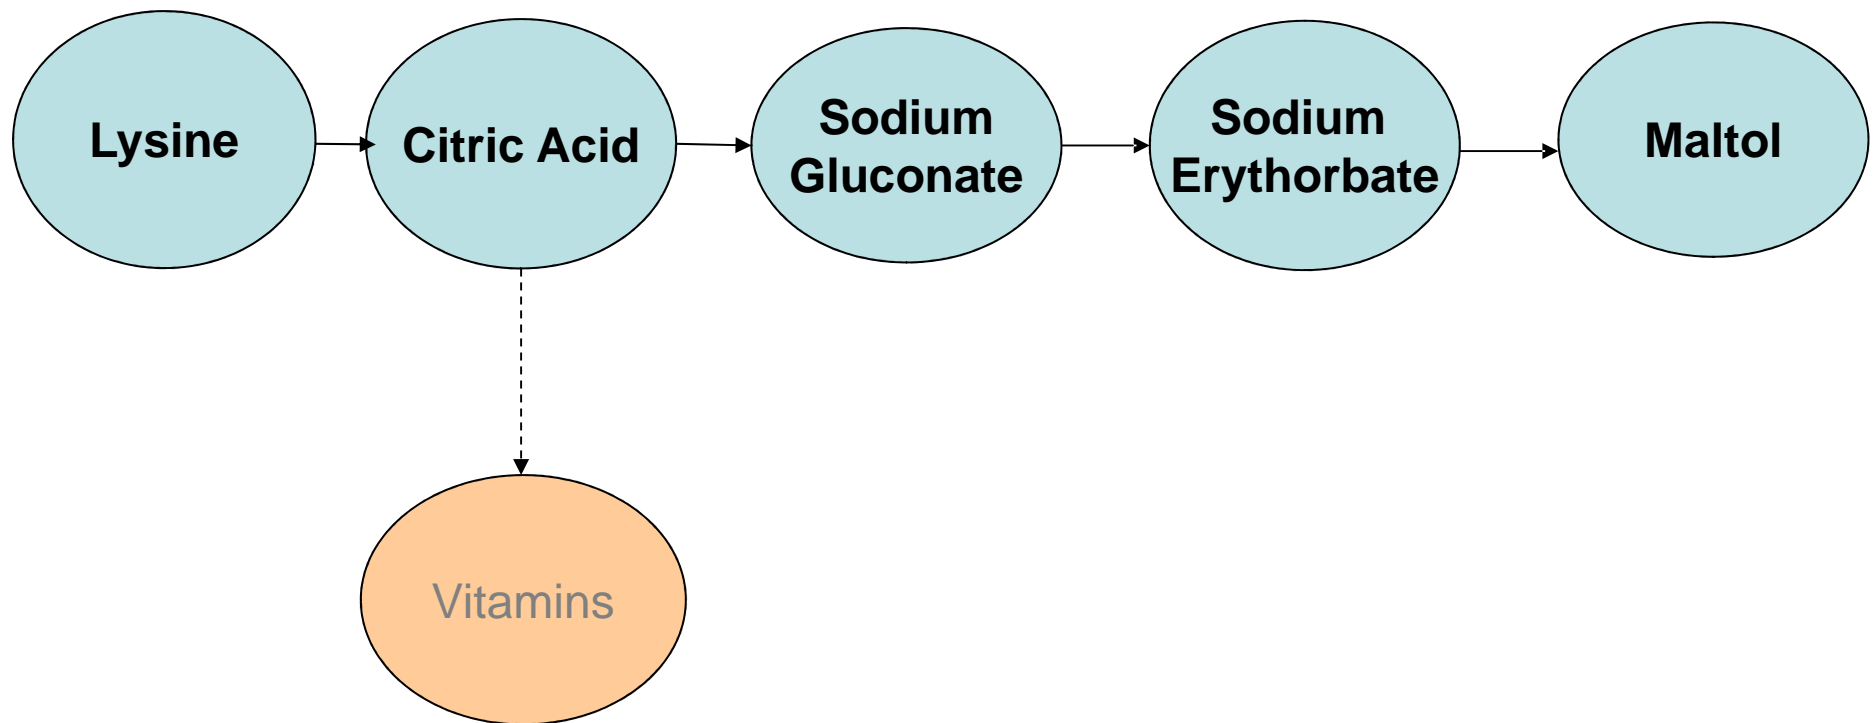 Lysine
Citric Acid
Sodium
Gluconate
Sodium
Erythorbate
Maltol
Vitamins